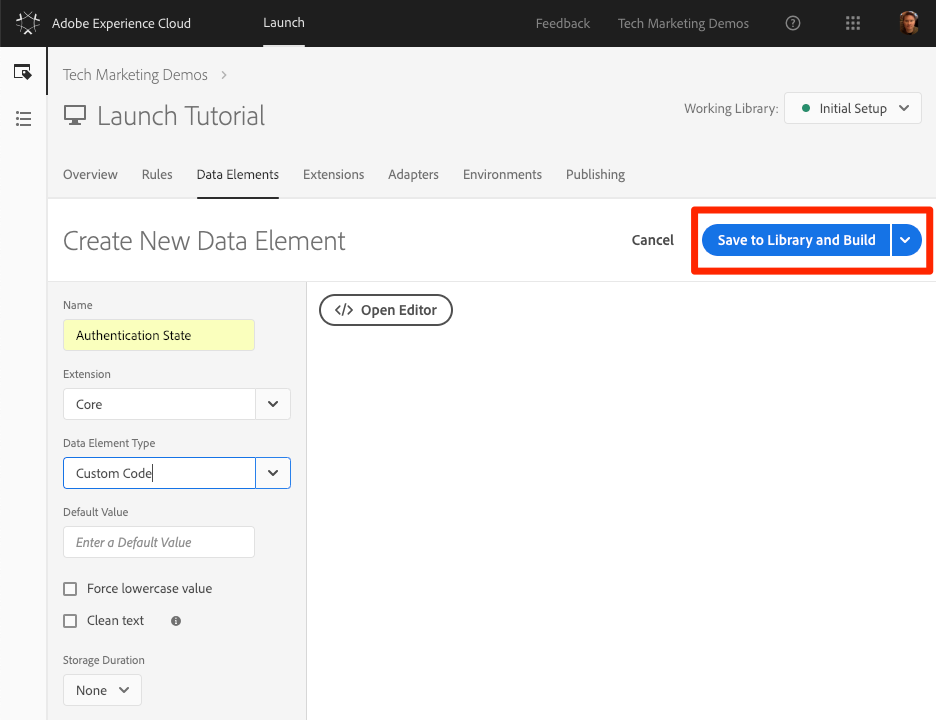 Adobe Experience Cloud
Launch
Feedback
Tech Marketing Demos
Tech Marketing Demos
Launch Tutorial
Working Library:
Initial Setup
Overview
Rules
Data Elements
Extensions
Adapters
Environments
Publishing
Create New Data Element
Cancel
Save to Library and Build
Name
Authentication State
Extension
Core
Data Element Type
Custom Code
Default Value
Enter a Default Value
Force lowercase value
Clean text
Storage Duration
None
</> Open Editor